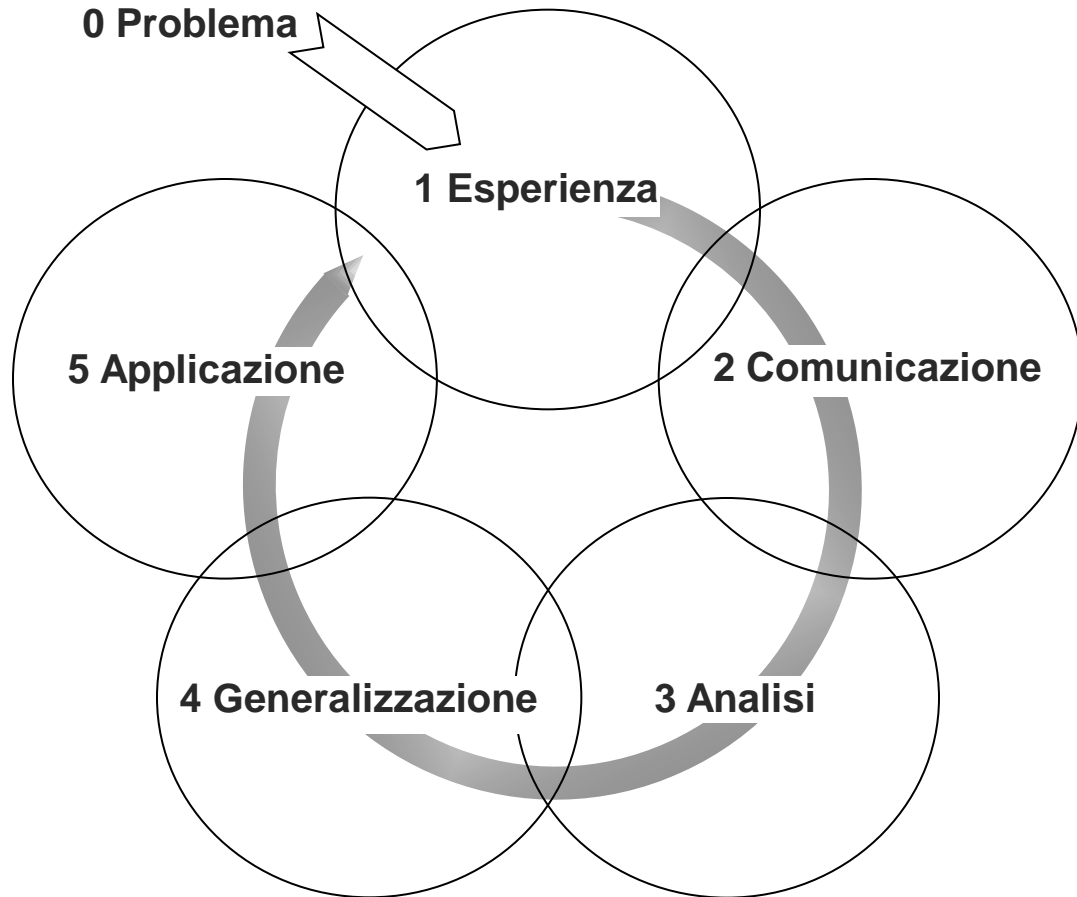 0 Problema
1 Esperienza
2 Comunicazione
3 Analisi
4 Generalizzazione
5 Applicazione